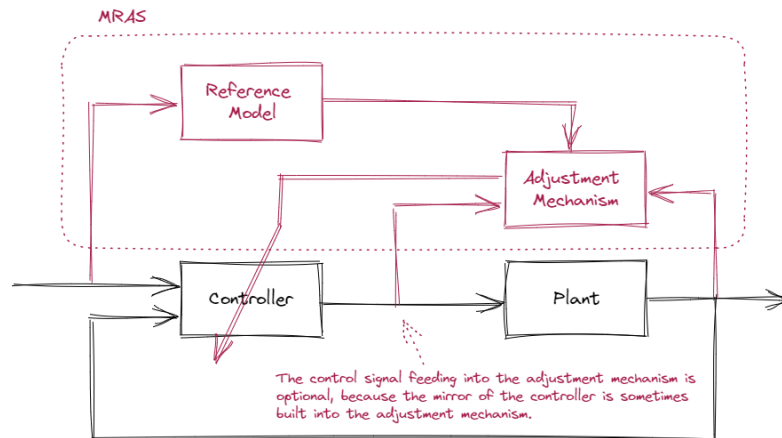 MRAS
Reference
Model
Adjustment
Mechanism
Controller
Plant
The control signal feeding into the adjustment mechanism is
optional, because the mirror of the controller is sometimes
built into the adjustment mechanism.